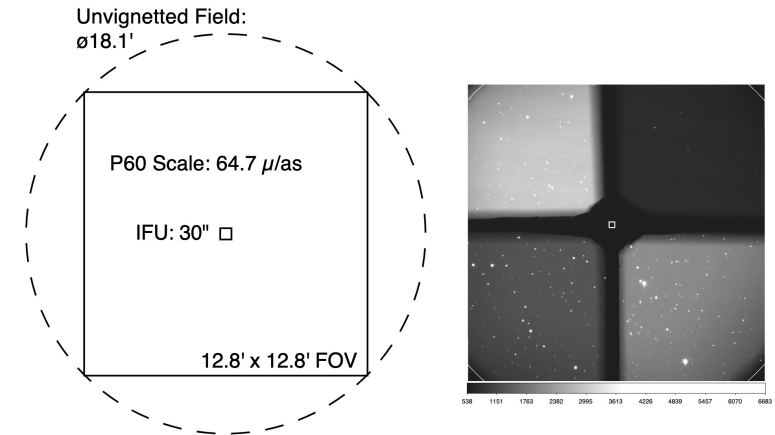 Unvignetted Field:
ø18.1'
P60 Scale: 64.7 µ/as
IFU: 30"
12.8' x 12.8' FOV
538 1151 1763 2382 2995 3613 4226 4839 5457 6070 6683